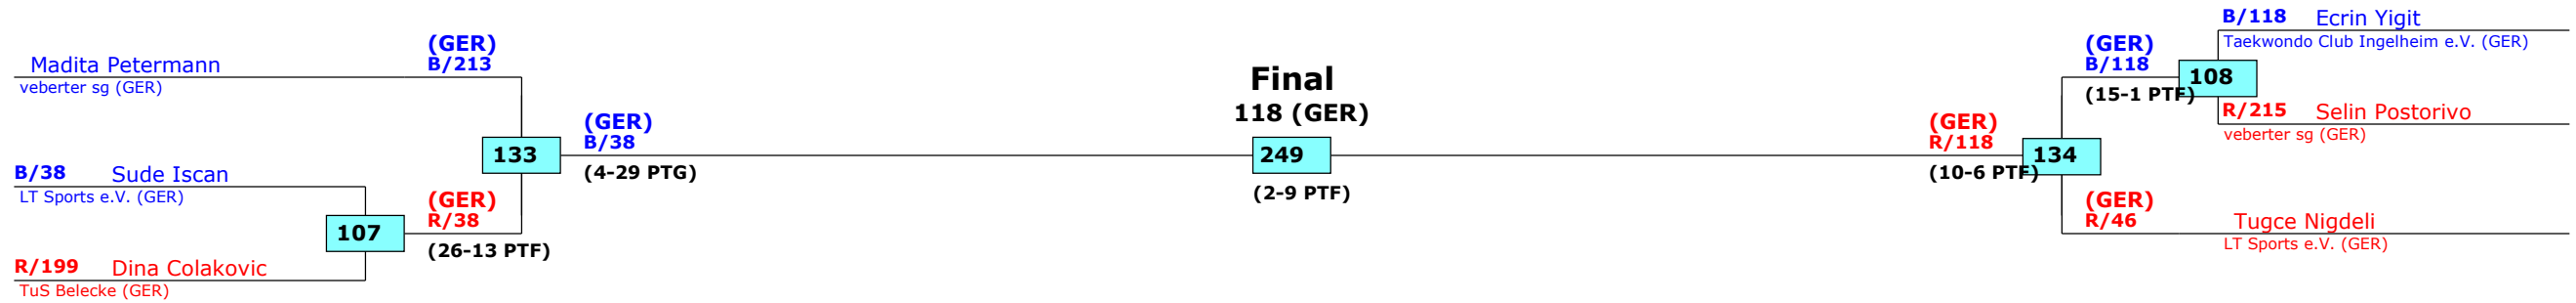 Madita Petermann
veberter sg (GER)
(GER)
B/213
B/38 Sude Iscan
LT Sports e.V. (GER)
107
R/199 Dina Colakovic
TuS Belecke (GER)
(GER)
R/38
(26-13 PTF)
133
(GER)
B/38
(4-29 PTG)
Final
118 (GER)
249
(2-9 PTF)
(GER)
R/118
(10-6 PTF)
134
(GER)
B/118
(15-1 PTF)
108
B/118 Ecrin Yigit
Taekwondo Club Ingelheim e.V. (GER)
R/215 Selin Postorivo
veberter sg (GER)
(GER)
R/46
Tugce Nigdeli
LT Sports e.V. (GER)